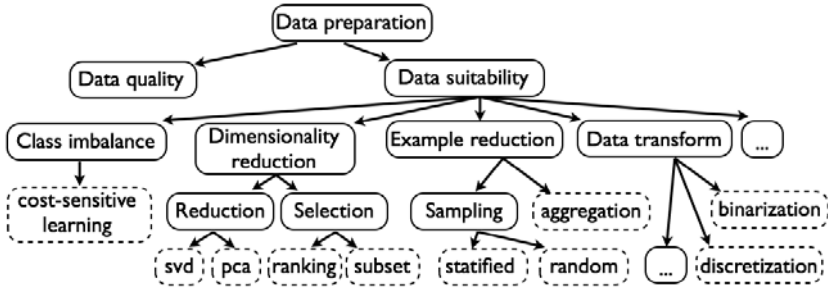 Data preparation
Data quality
Data suitability
Class imbalance
Dimensionality
reduction
Example reduction
Data transform
...
cost-sensitive
learning
Reduction
Selection
Sampling
aggregation
binarization
svd
pca
ranking
subset
statified
random
...
discretization